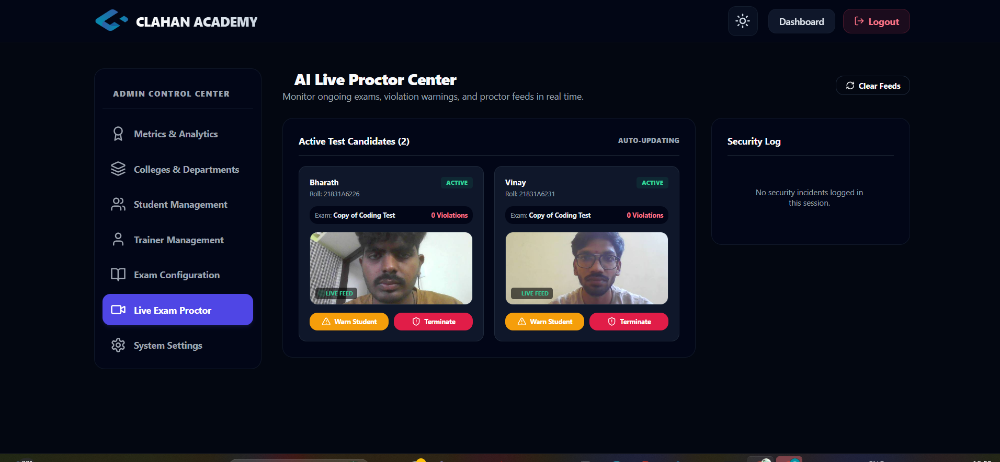 CLAHAN ACADEMY
Dashboard
Logout
ADMIN CONTROL CENTER
Metrics & Analytics
Colleges & Departments
Student Management
Trainer Management
Exam Configuration
Live Exam Proctor
System Settings
AI Live Proctor Center
Monitor ongoing exams, violation warnings, and proctor feeds in real time.
Clear Feeds
Active Test Candidates (2)
AUTO-UPDATING
Bharath
ACTIVE
Roll: 21831A6226
Exam: Copy of Coding Test
0 Violations
LIVE FEED
Warn Student
Terminate
Vinay
ACTIVE
Roll: 21831A6231
Exam: Copy of Coding Test
0 Violations
LIVE FEED
Warn Student
Terminate
Security Log
No security incidents logged in
this session.